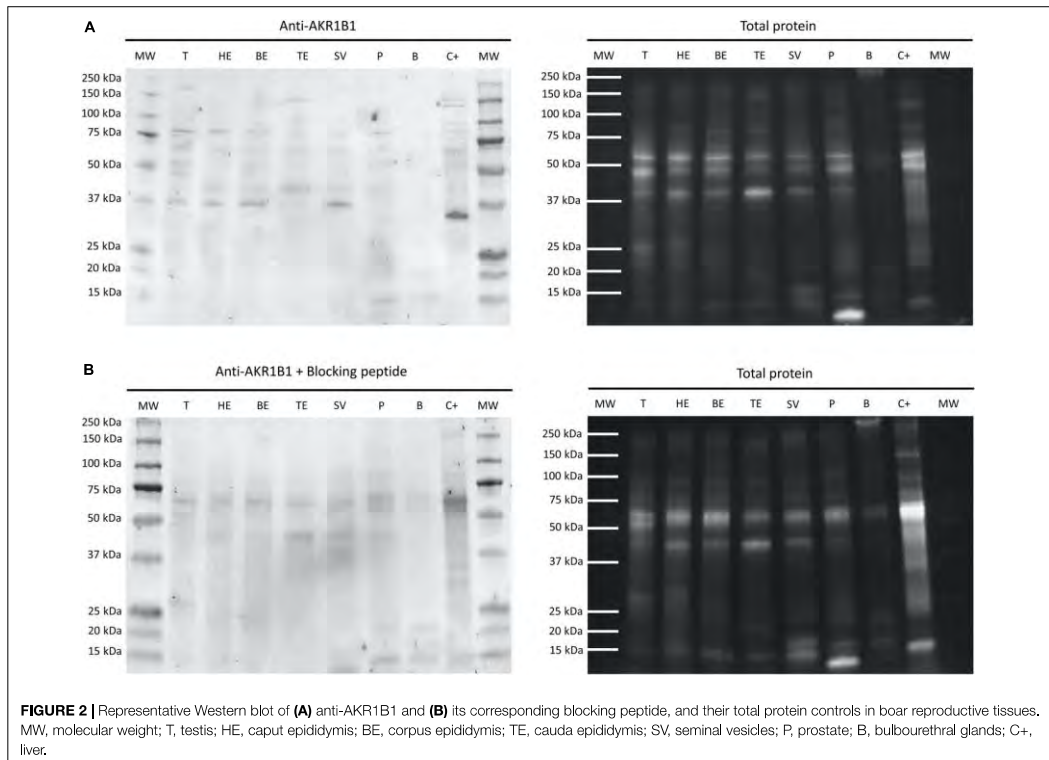 A
Anti-AKR1B1
MW T HE BE TE SV P B C+ MW
250 kDa
150 kDa
100 kDa
75 kDa
50 kDa
37 kDa
25 kDa
20 kDa
15 kDa
Total protein
MW T HE BE TE SV P B C+ MW
250 kDa
150 kDa
100 kDa
75 kDa
50 kDa
37 kDa
25 kDa
20 kDa
15 kDa
B
Anti-AKR1B1 + Blocking peptide
MW T HE BE TE SV P B C+ MW
250 kDa
150 kDa
100 kDa
75 kDa
50 kDa
37 kDa
25 kDa
20 kDa
15 kDa
Total protein
MW T HE BE TE SV P B C+ MW
250 kDa
150 kDa
100 kDa
75 kDa
50 kDa
37 kDa
25 kDa
20 kDa
15 kDa
FIGURE 2 | Representative Western blot of (A) anti-AKR1B1 and (B) its corresponding blocking peptide, and their total protein controls in boar reproductive tissues.
MW, molecular weight; T, testis; HE, caput epididymis; BE, corpus epididymis; TE, cauda epididymis; SV, seminal vesicles; P, prostate; B, bulbourethral glands; C+,
liver.